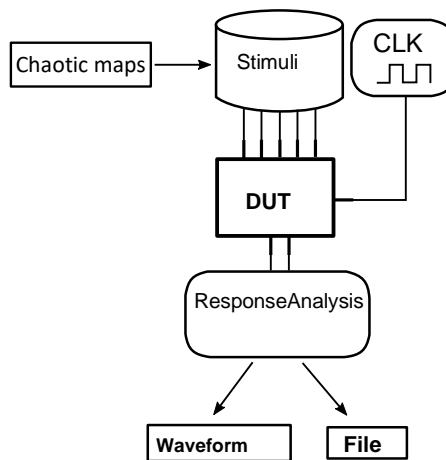 CLK
Chaotic maps
Stimuli
DUT
ResponseAnalysis
Waveform
File